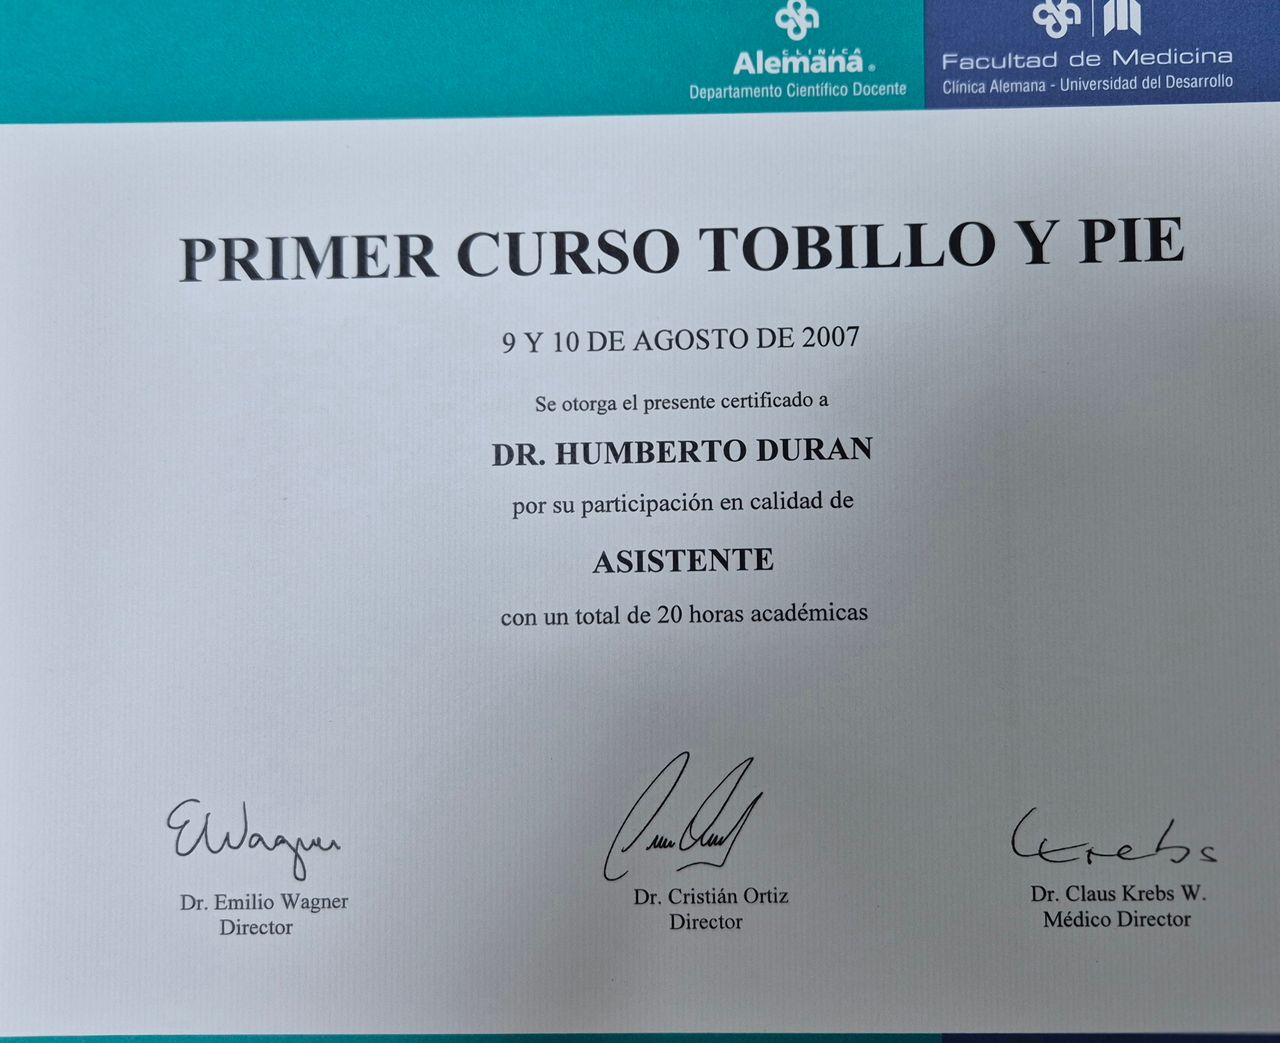 CLINICA
Alemana®
Departamento Científico Docente
Facultad de Medicina
Clínica Alemana - Universidad del Desarrollo
PRIMER CURSO TOBILLO Y PIE
9 Y 10 DE AGOSTO DE 2007
Se otorga el presente certificado a
DR. HUMBERTO DURAN
por su participación en calidad de
ASISTENTE
con un total de 20 horas académicas
EWagner
Krebs
Dr. Emilio Wagner
Director
Dr. Cristián Ortiz
Director
Dr. Claus Krebs W.
Médico Director